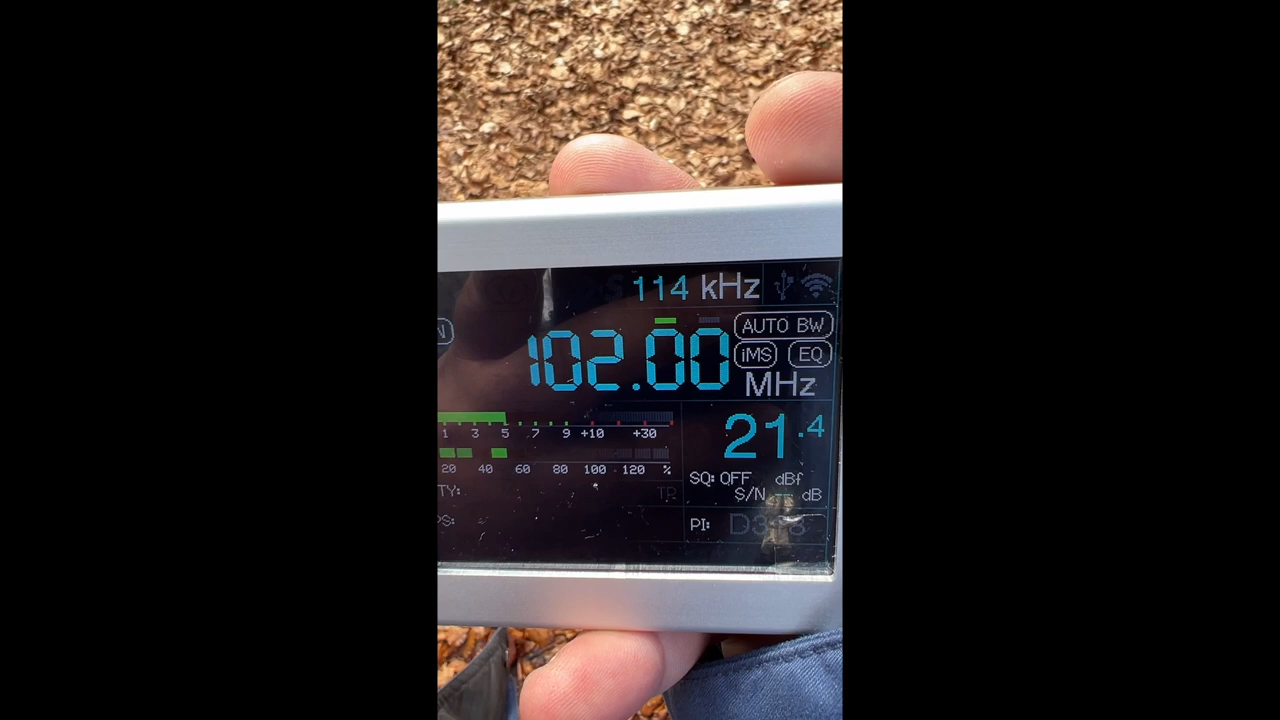 114 kHz
AUTO BW
102.00
iMS EQ
MHz
1 3 5 7 9 +10 +30
21.4
20 40 60 80 100 120 %
SQ: OFF dBf
TY: TR
S/N -- dB
PI: